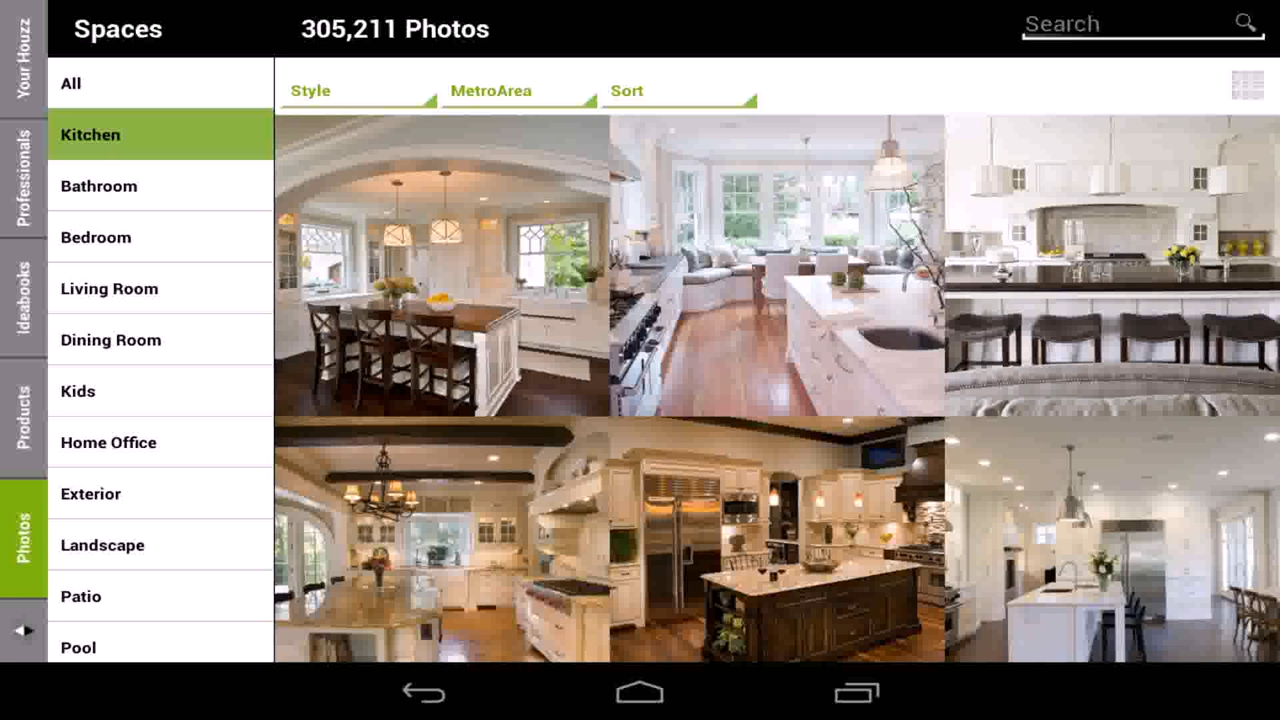 Your Houzz
Professionals
Ideabooks
Products
Photos
Spaces
305,211 Photos
Search
All
Kitchen
Bathroom
Bedroom
Living Room
Dining Room
Kids
Home Office
Exterior
Landscape
Patio
Pool
Style
MetroArea
Sort